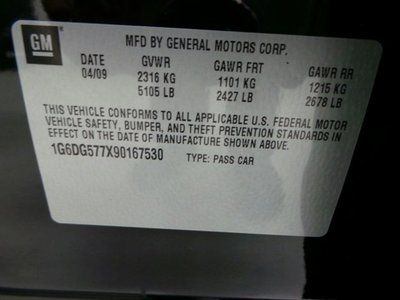 GM
MFD BY GENERAL MOTORS CORP.
DATE GVWR GAWR FRT GAWR RR
04/09 2316 KG 1101 KG 1215 KG
5105 LB 2427 LB 2678 LB
THIS VEHICLE CONFORMS TO ALL APPLICABLE U.S. FEDERAL MOTOR
VEHICLE SAFETY, BUMPER, AND THEFT PREVENTION STANDARDS IN
EFFECT ON THE DATE OF MANUFACTURE SHOWN ABOVE.
1G6DG577X90167530 TYPE: PASS CAR